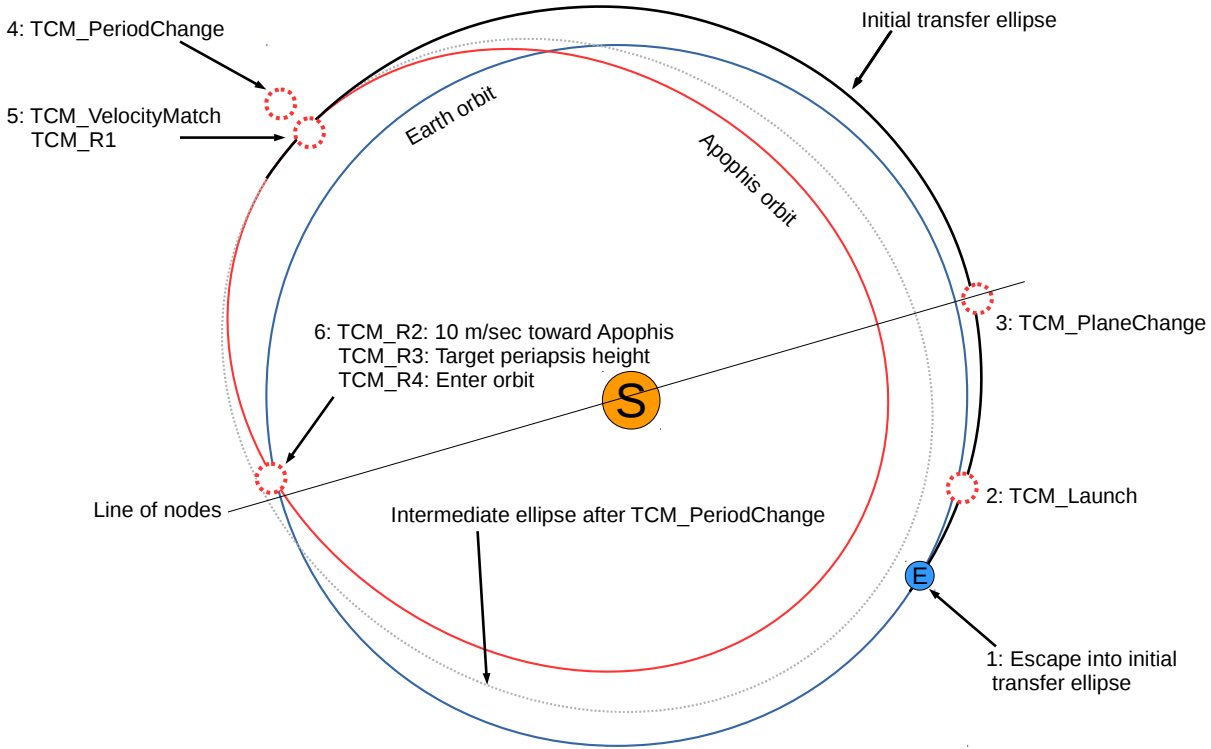 4: TCM_PeriodChange
Initial transfer ellipse
5: TCM_VelocityMatch
TCM_R1
Earth orbit
Apophis orbit
6: TCM_R2: 10 m/sec toward Apophis
TCM_R3: Target periapsis height
TCM_R4: Enter orbit
3: TCM_PlaneChange
S
Line of nodes
Intermediate ellipse after TCM_PeriodChange
2: TCM_Launch
E
1: Escape into initial
transfer ellipse